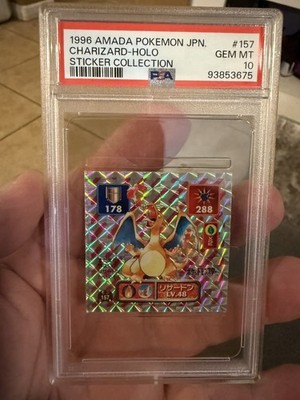 1996 AMADA POKEMON JPN. #157
CHARIZARD-HOLO GEM MT
STICKER COLLECTION 10
PSA 93853675
178
288
157
リザードン
LV.48